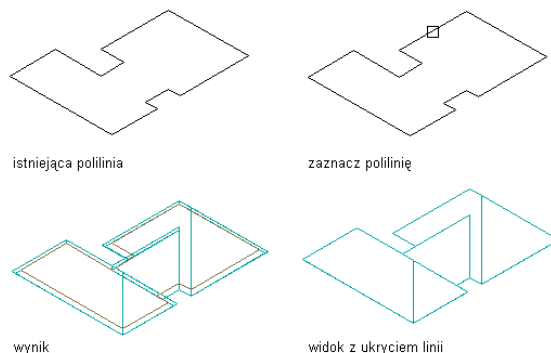 istniejąca polilinia
zaznacz polilinię
wynik
widok z ukryciem linii